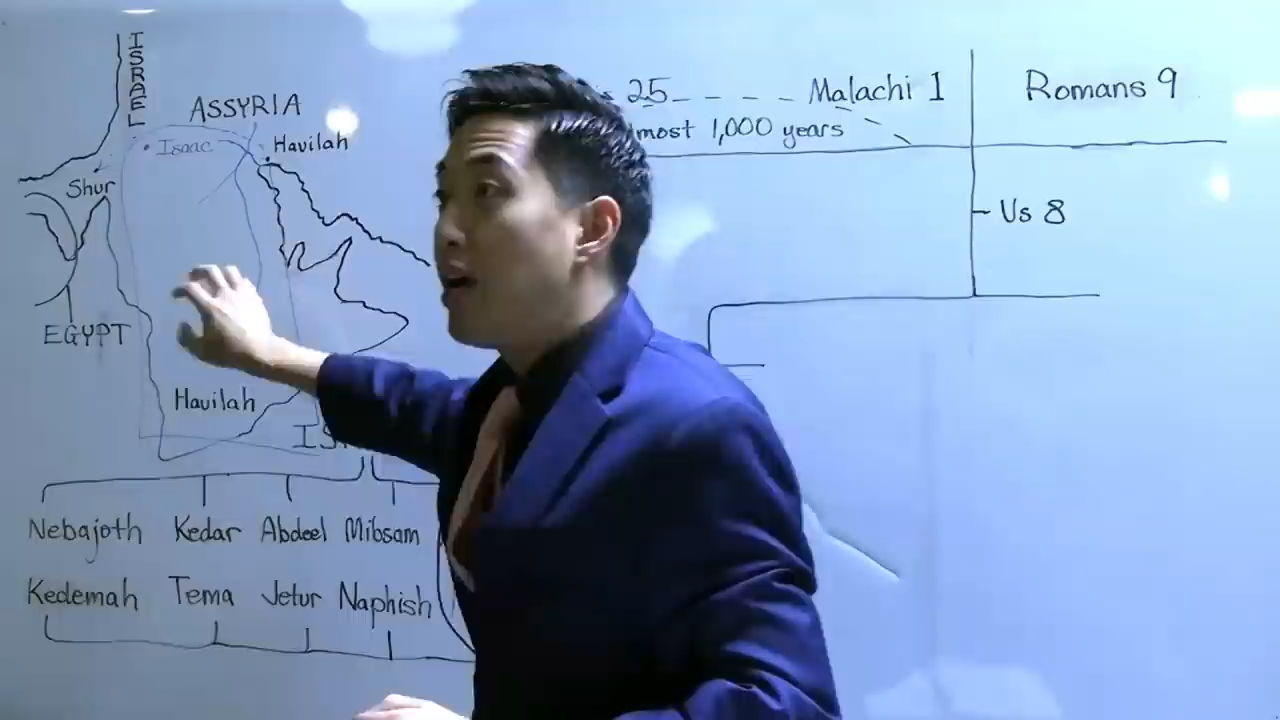 ISRAEL
ASSYRIA
Isaac
Havilah
Shur
EGYPT
Havilah
Nebajoth Kedar Abdeel Mibsam
Kedemah Tema Jetur Naphish
25 - - - - Malachi 1
1,000 years
Romans 9
Vs 8